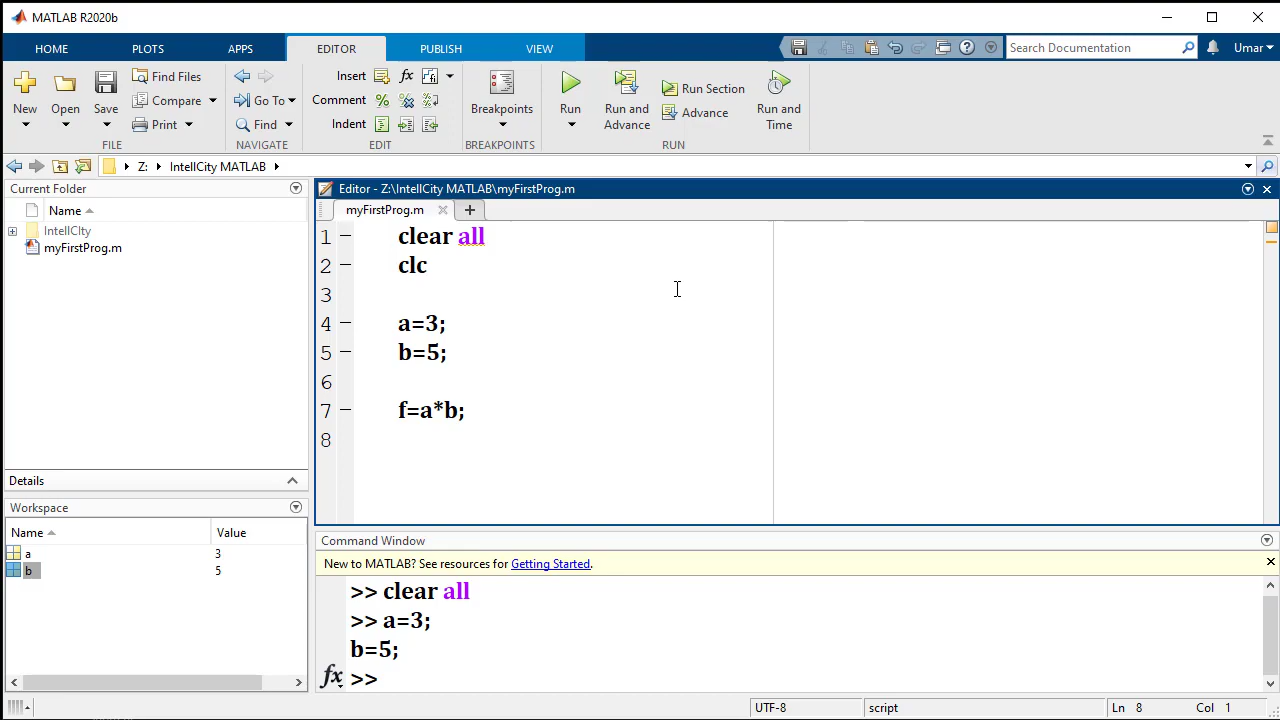 MATLAB R2020b
HOME PLOTS APPS EDITOR PUBLISH VIEW Search Documentation Umar
New Open Save Find Files Compare Print
FILE
Go To Find
NAVIGATE
Insert fx
Comment % % %
Indent
EDIT
Breakpoints
BREAKPOINTS
Run Run and Advance Run Section Advance Run and Time
RUN
Z: IntellCity MATLAB
Current Folder
Name
IntellCIty
myFirstProg.m
Details
Workspace
Name Value
a 3
b 5
Editor - Z:\IntellCity MATLAB\myFirstProg.m
myFirstProg.m
1 clear all
2 clc
3
4 a=3;
5 b=5;
6
7 f=a*b;
8
Command Window
New to MATLAB? See resources for Getting Started.
>> clear all
>> a=3;
b=5;
fx >>
UTF-8 script Ln 8 Col 1